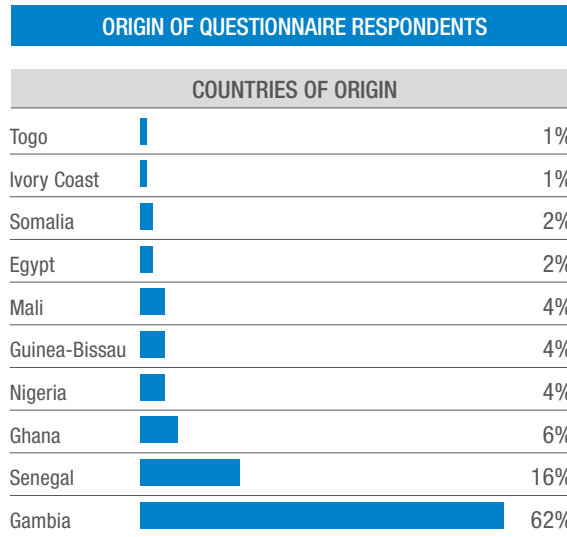 ORIGIN OF QUESTIONNAIRE RESPONDENTS
COUNTRIES OF ORIGIN
Togo 1%
Ivory Coast 1%
Somalia 2%
Egypt 2%
Mali 4%
Guinea-Bissau 4%
Nigeria 4%
Ghana 6%
Senegal 16%
Gambia 62%